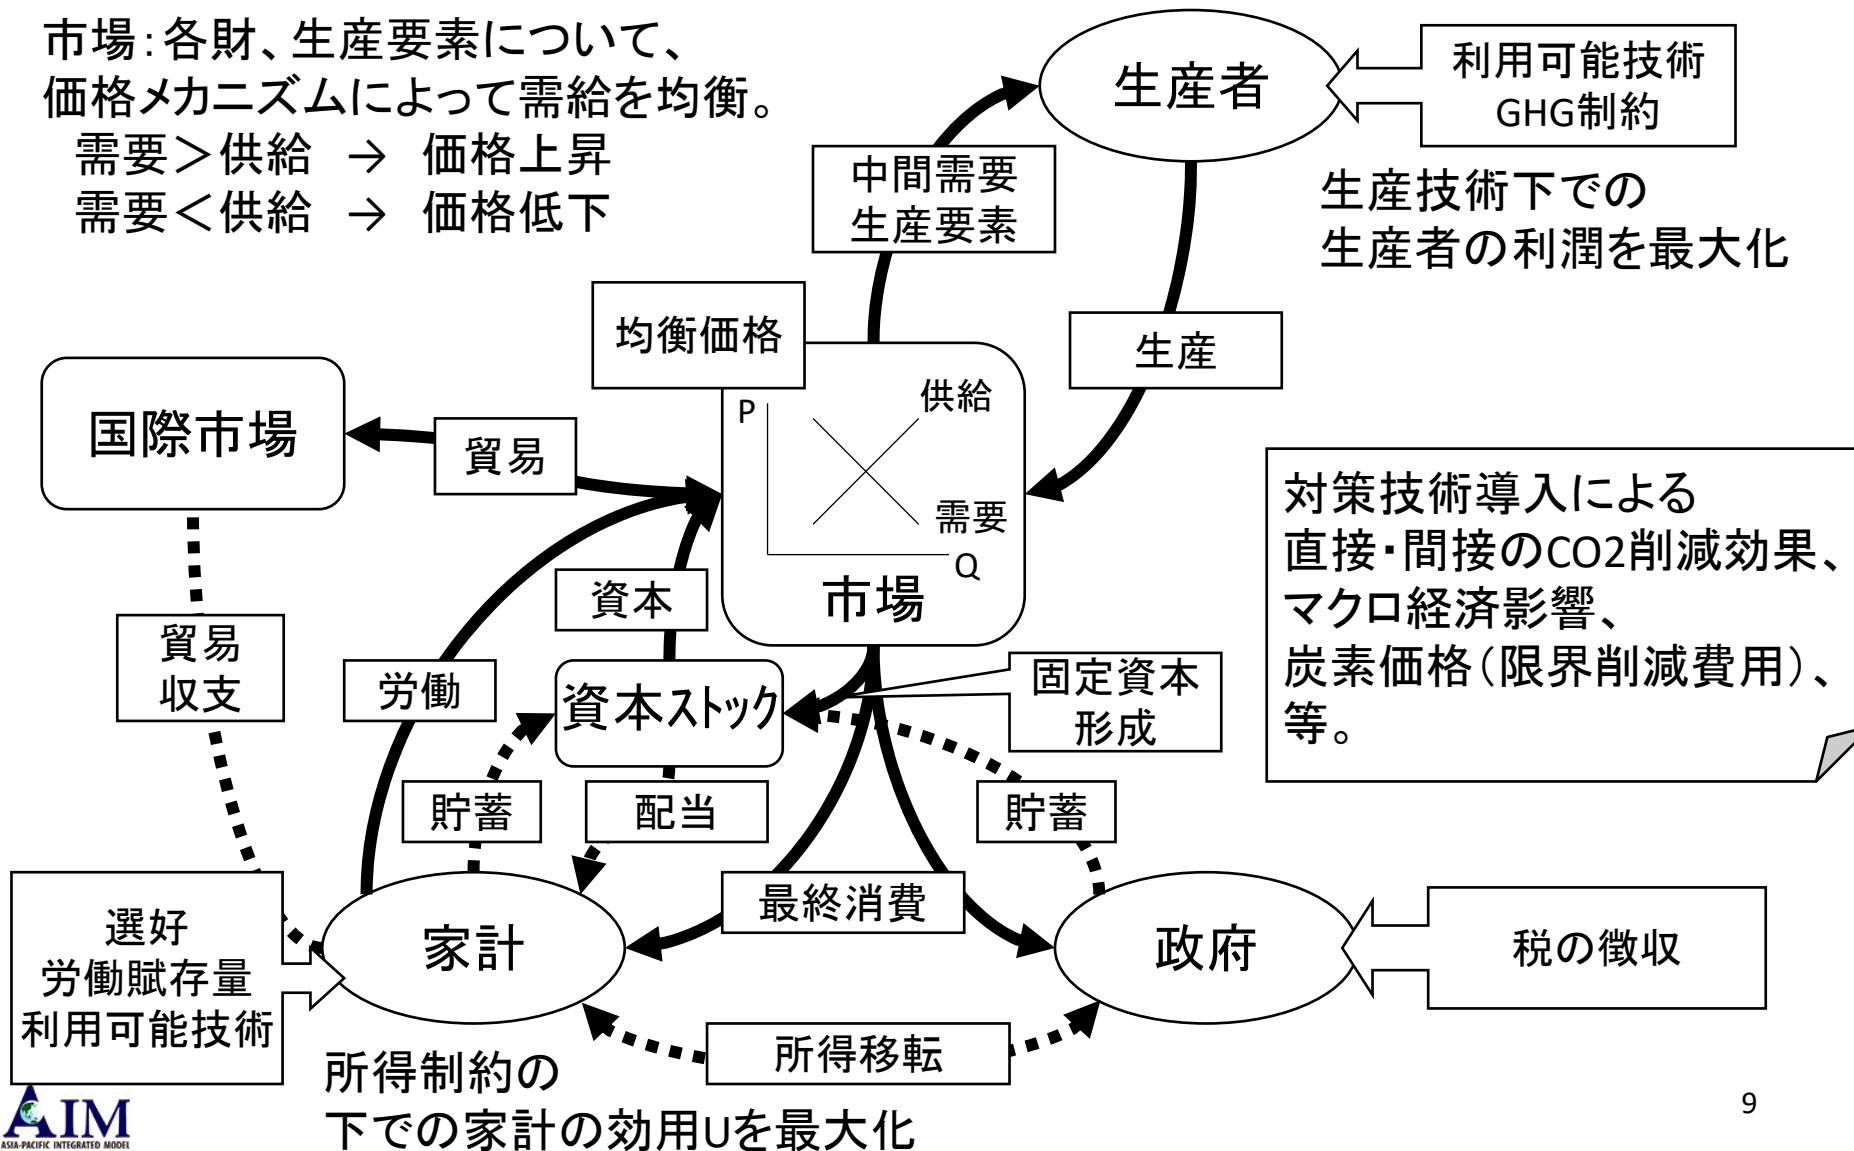 市場：各財、生産要素について、
価格メカニズムによって需給を均衡。
需要＞供給　→　価格上昇
需要＜供給　→　価格低下
生産者
利用可能技術
GHG制約
生産技術下での
生産者の利潤を最大化
中間需要
生産要素
生産
均衡価格
P
供給
需要
Q
市場
国際市場
貿易
貿易
収支
労働
資本
資本ストック
固定資本
形成
対策技術導入による
直接・間接のCO2削減効果、
マクロ経済影響、
炭素価格（限界削減費用）、
等。
貯蓄
配当
貯蓄
最終消費
選好
労働賦存量
利用可能技術
家計
政府
税の徴収
所得移転
所得制約の
下での家計の効用Uを最大化
AIM
ASIA-PACIFIC INTEGRATED MODEL
9